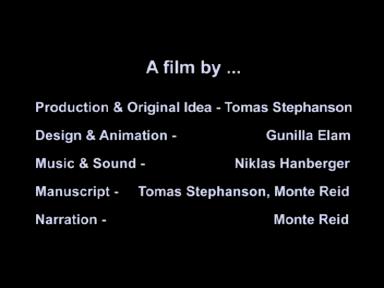 A film by ...
Production & Original Idea - Tomas Stephanson
Design & Animation - Gunilla Elam
Music & Sound - Niklas Hanberger
Manuscript - Tomas Stephanson, Monte Reid
Narration - Monte Reid